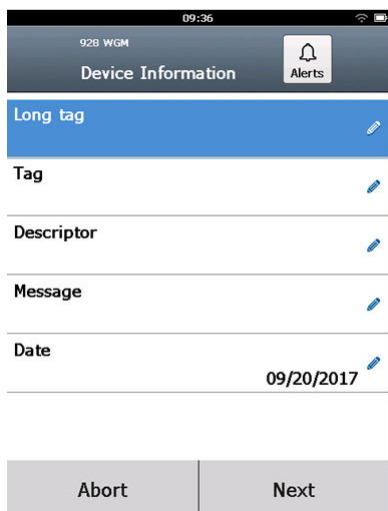 09:36
928 WGM
Device Information
Alerts
Long tag
Tag
Descriptor
Message
Date
09/20/2017
Abort
Next